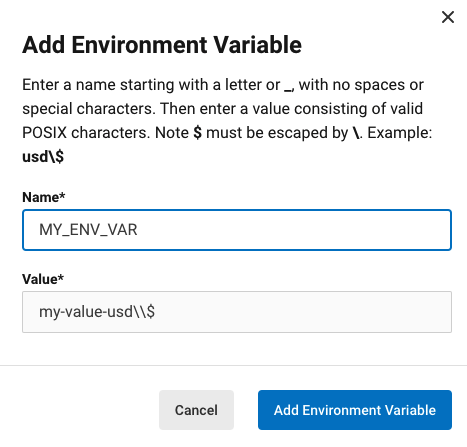 Add Environment Variable
Enter a name starting with a letter or _, with no spaces or
special characters. Then enter a value consisting of valid
POSIX characters. Note $ must be escaped by \. Example:
usd\$
Name*
MY_ENV_VAR
Value*
my-value-usd\\$
Cancel
Add Environment Variable